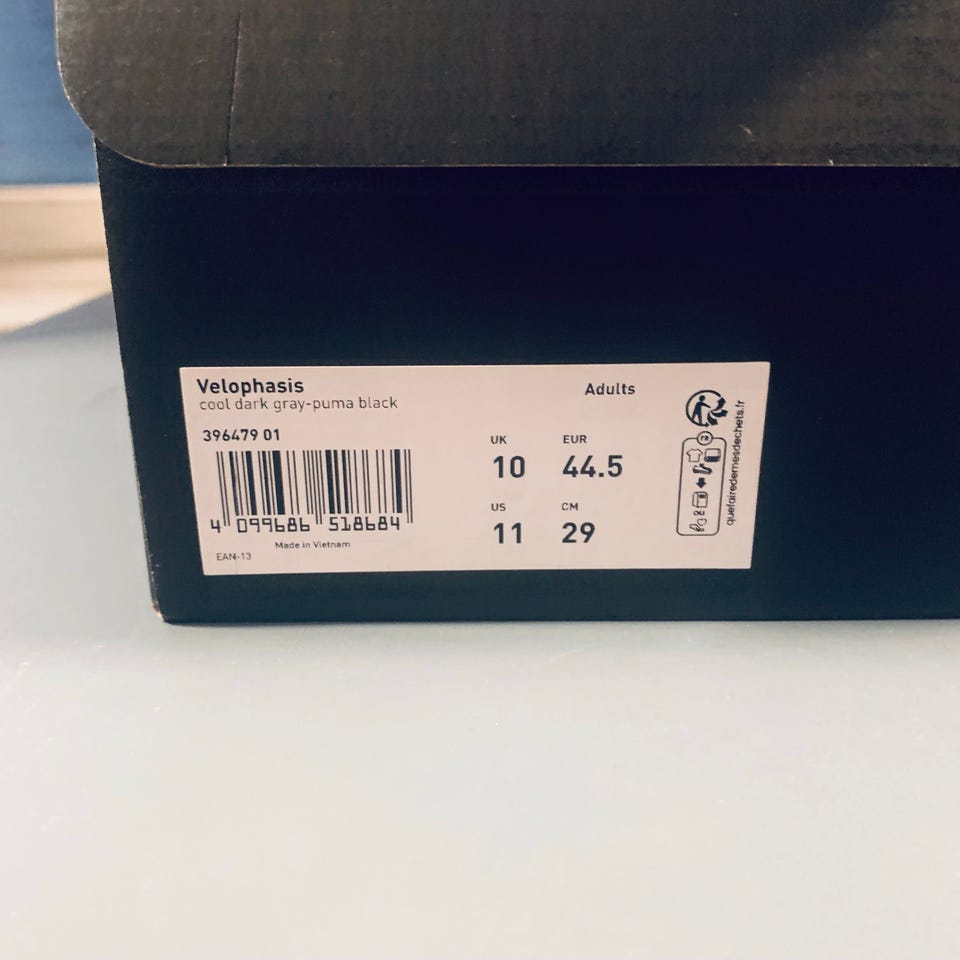 Velophasis
cool dark gray-puma black
Adults
396479 01
4 099686 518684
EAN-13
Made in Vietnam
UK
10
EUR
44.5
US
11
CM
29
FR
quefairedemesdechets.fr